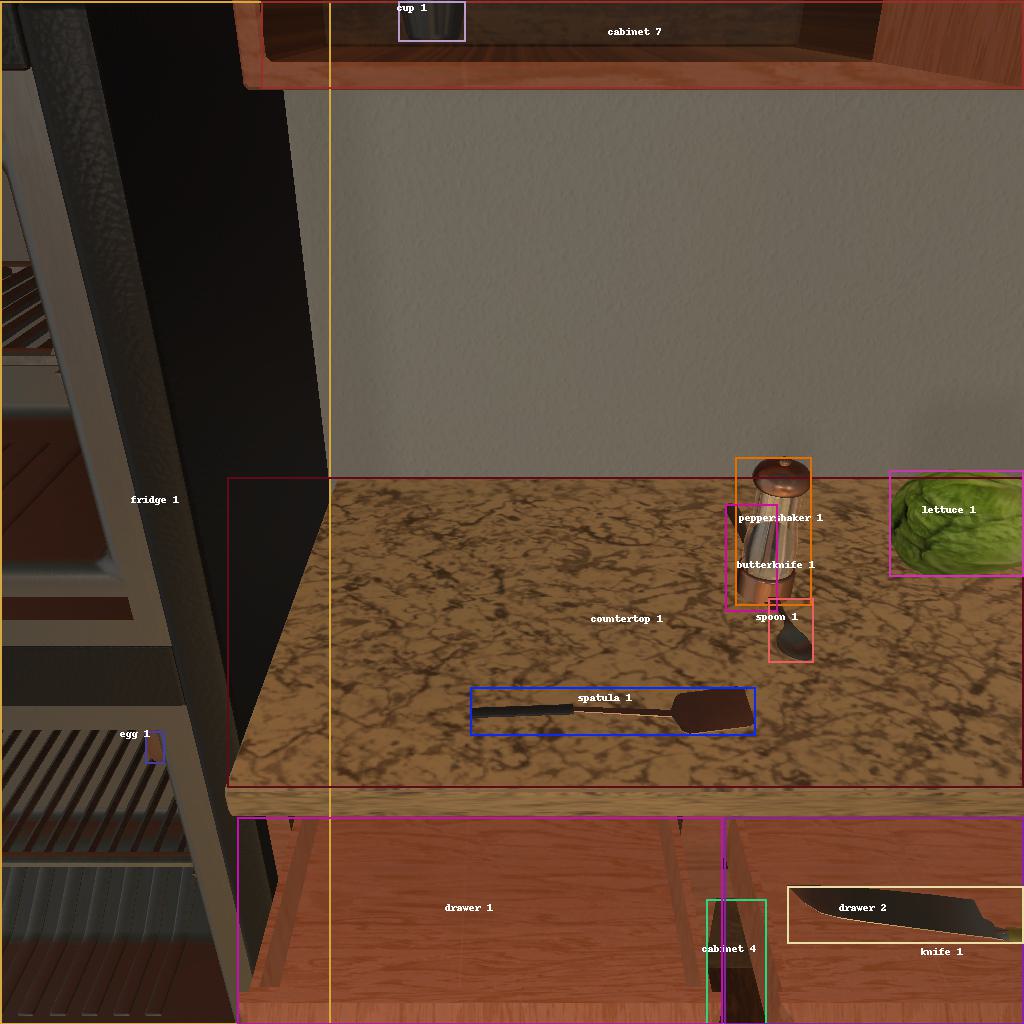 cup 1
cabinet 7
fridge 1
lettuce 1
peppershaker 1
butterknife 1
countertop 1
spoon 1
spatula 1
egg 1
drawer 1
drawer 2
cabinet 4
knife 1